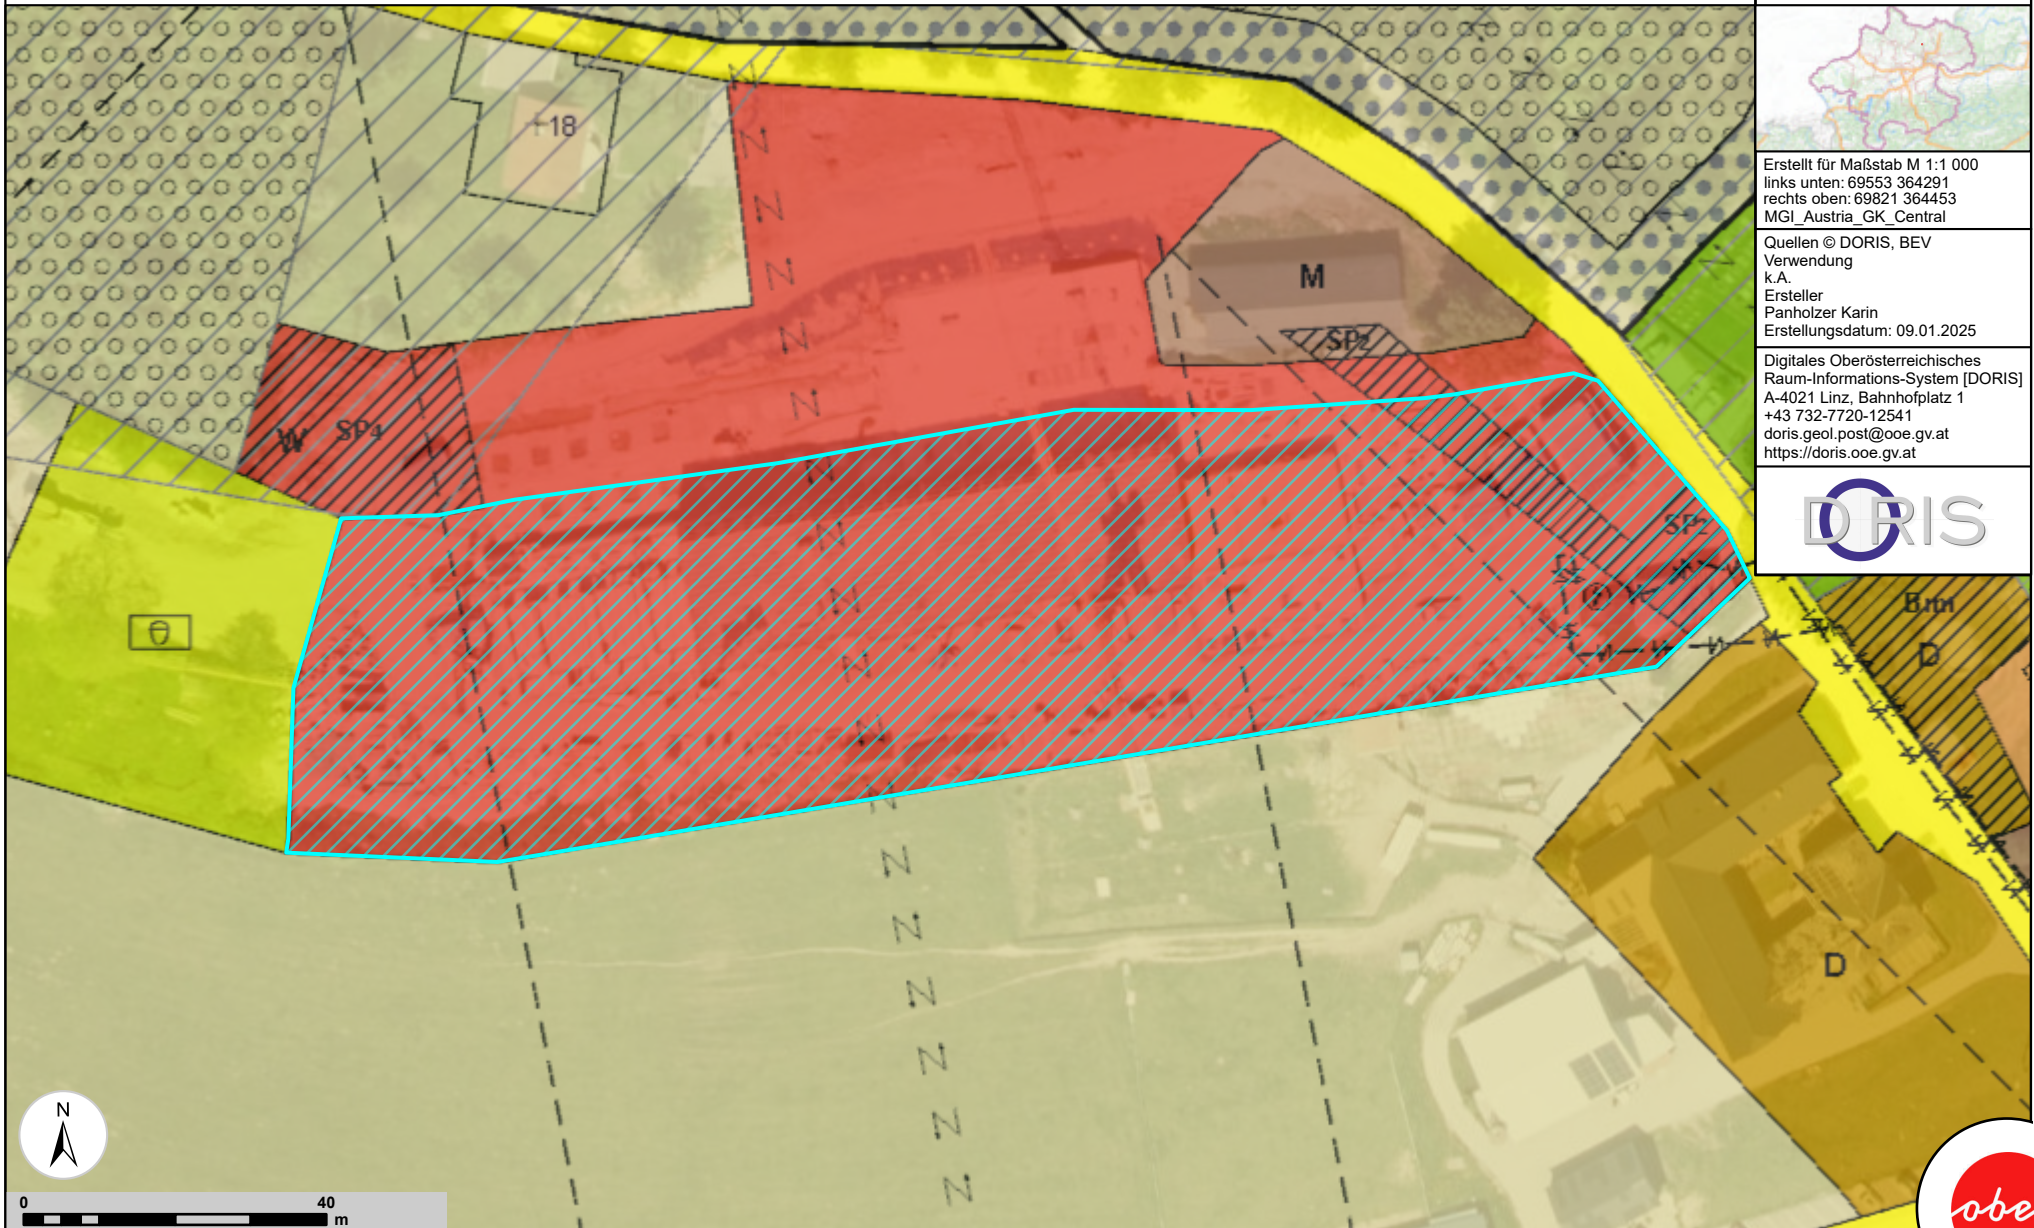 Erstellt für Maßstab M 1:1 000
links unten: 69553 364291
rechts oben: 69821 364453
MGI_Austria_GK_Central
Quellen © DORIS, BEV
Verwendung
k.A.
Ersteller
Panholzer Karin
Erstellungsdatum: 09.01.2025
Digitales Oberösterreichisches
Raum-Informations-System [DORIS]
A-4021 Linz, Bahnhofplatz 1
+43 732-7720-12541
doris.geol.post@ooe.gv.at
https://doris.ooe.gv.at
DORIS
+18
M
SP2
W SP4
SP2
Bm
D
D
N
0 40
m
obe